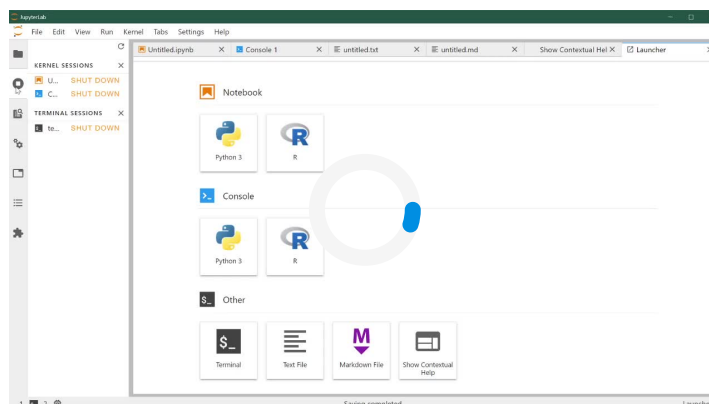 JupyterLab
File Edit View Run Kernel Tabs Settings Help
Untitled.ipynb Console 1 untitled.txt untitled.md Show Contextual Hel Launcher
KERNEL SESSIONS
U... SHUT DOWN
C... SHUT DOWN
TERMINAL SESSIONS
te... SHUT DOWN
Notebook
Python 3 R
Console
Python 3 R
$_ Other
$_
Terminal Text File Markdown File Show Contextual
Help
Saving completed